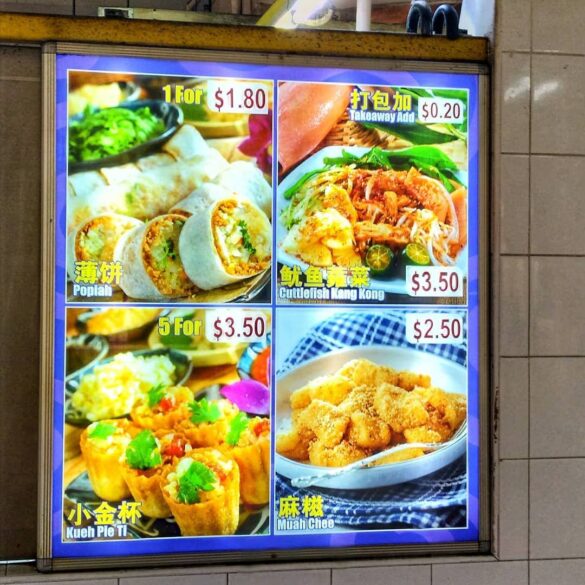 1 For $1.80
薄饼
Popiah
打包加
Takeaway Add $0.20
鱿鱼蕹菜
Cuttlefish Kang Kong
$3.50
5 For $3.50
小金杯
Kueh Pie Ti
$2.50
麻糍
Muah Chee